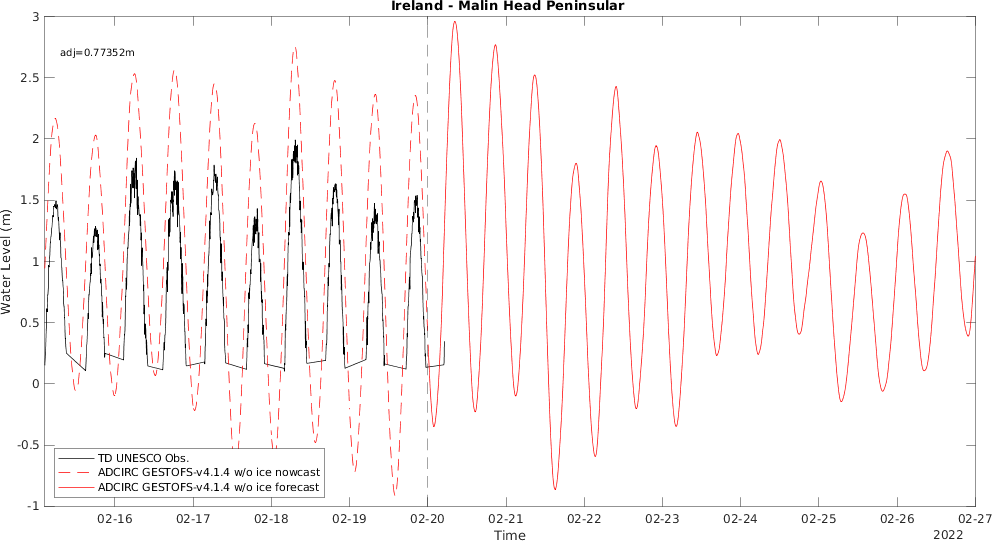 Ireland - Malin Head Peninsular
adj=0.77352m
3
2.5
2
1.5
1
0.5
0
-0.5
-1
Water Level (m)
TD UNESCO Obs.
ADCIRC GESTOFS-v4.1.4 w/o ice nowcast
ADCIRC GESTOFS-v4.1.4 w/o ice forecast
02-16 02-17 02-18 02-19 02-20 02-21 02-22 02-23 02-24 02-25 02-26 02-27
Time
2022